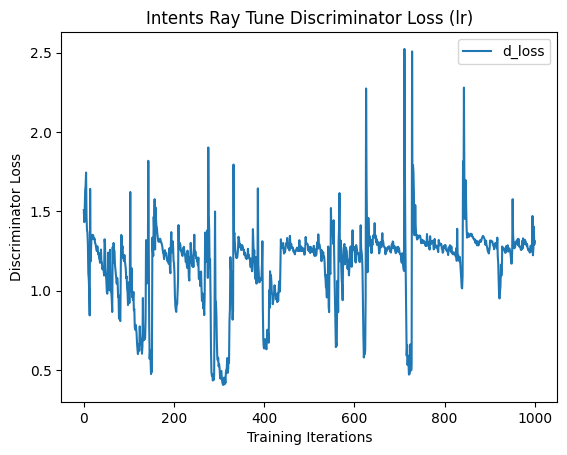 Intents Ray Tune Discriminator Loss (lr)
d_loss
2.5
2.0
1.5
1.0
0.5
Discriminator Loss
0 200 400 600 800 1000
Training Iterations